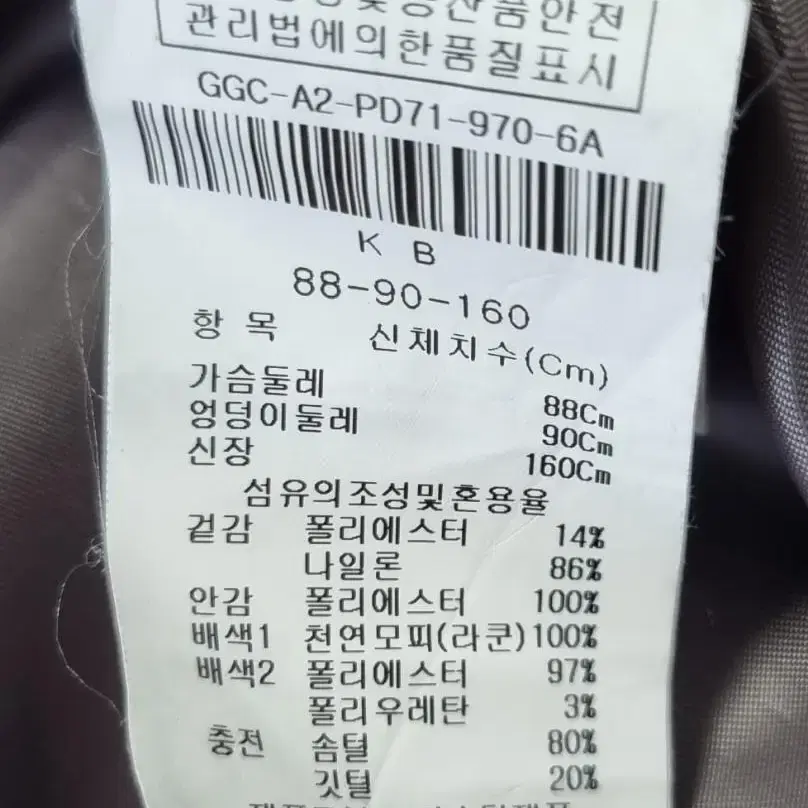 품안전
관리법에의한품질표시
GGC-A2-PD71-970-6A
K B
88-90-160
항 목 신체치수(Cm)
가슴둘레 88Cm
엉덩이둘레 90Cm
신장 160Cm
섬유의조성및혼용율
겉감 폴리에스터 14%
나일론 86%
안감 폴리에스터 100%
배색1 천연모피(라쿤)100%
배색2 폴리에스터 97%
폴리우레탄 3%
충전 솜털 80%
깃털 20%